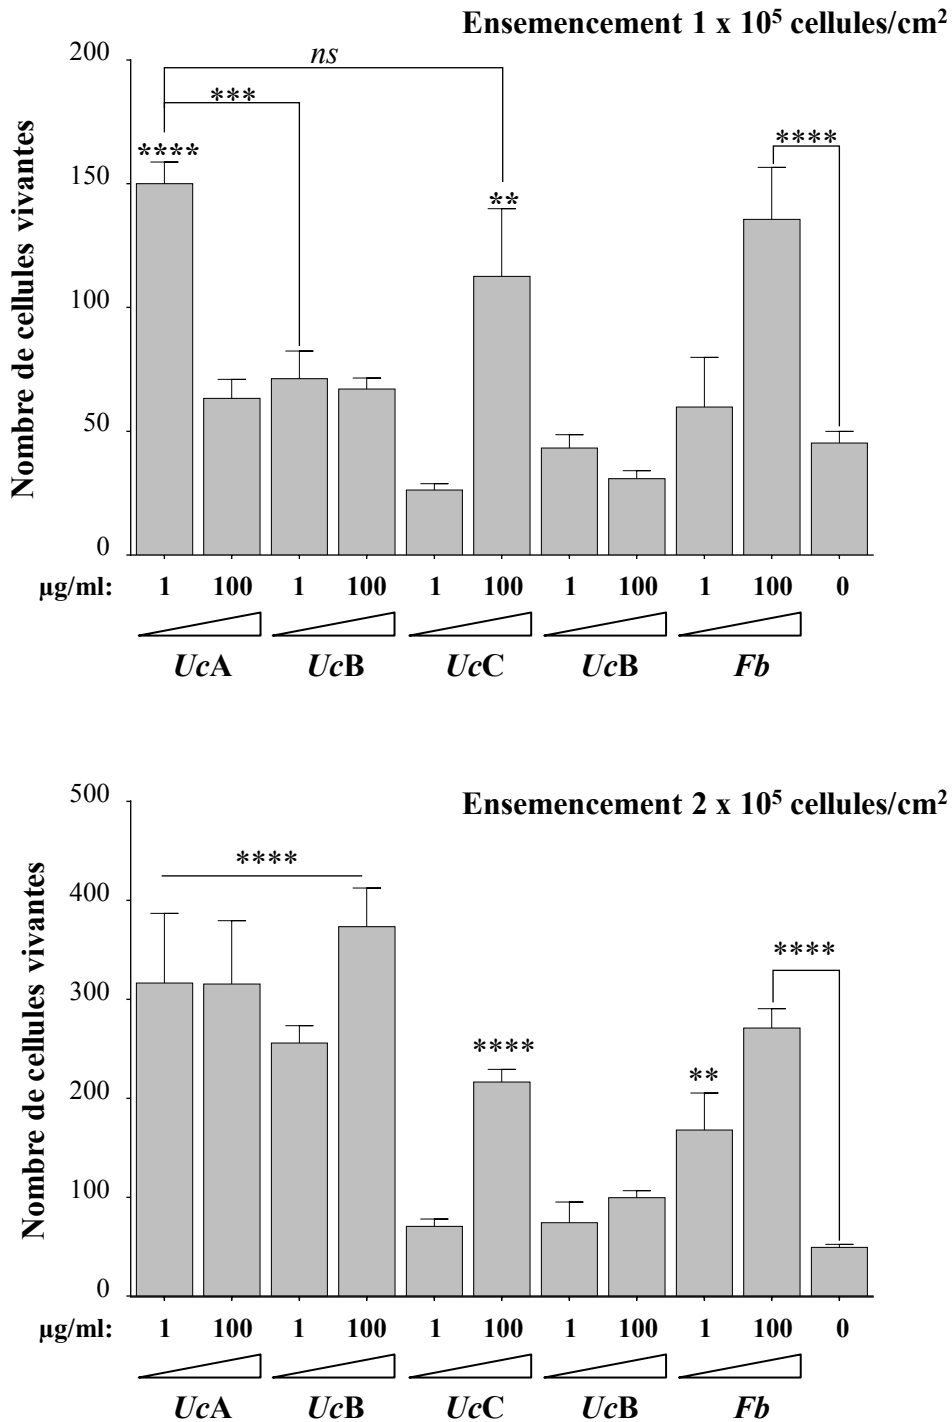 Ensemencement 1 x 10⁵ cellules/cm²
Nombre de cellules vivantes
200
150
100
50
0
ns
***
****
**
****
µg/ml: 1 100 1 100 1 100 1 100 1 100 0
UcA UcB UcC UcB Fb
Ensemencement 2 x 10⁵ cellules/cm²
Nombre de cellules vivantes
500
400
300
200
100
0
****
****
****
**
µg/ml: 1 100 1 100 1 100 1 100 1 100 0
UcA UcB UcC UcB Fb